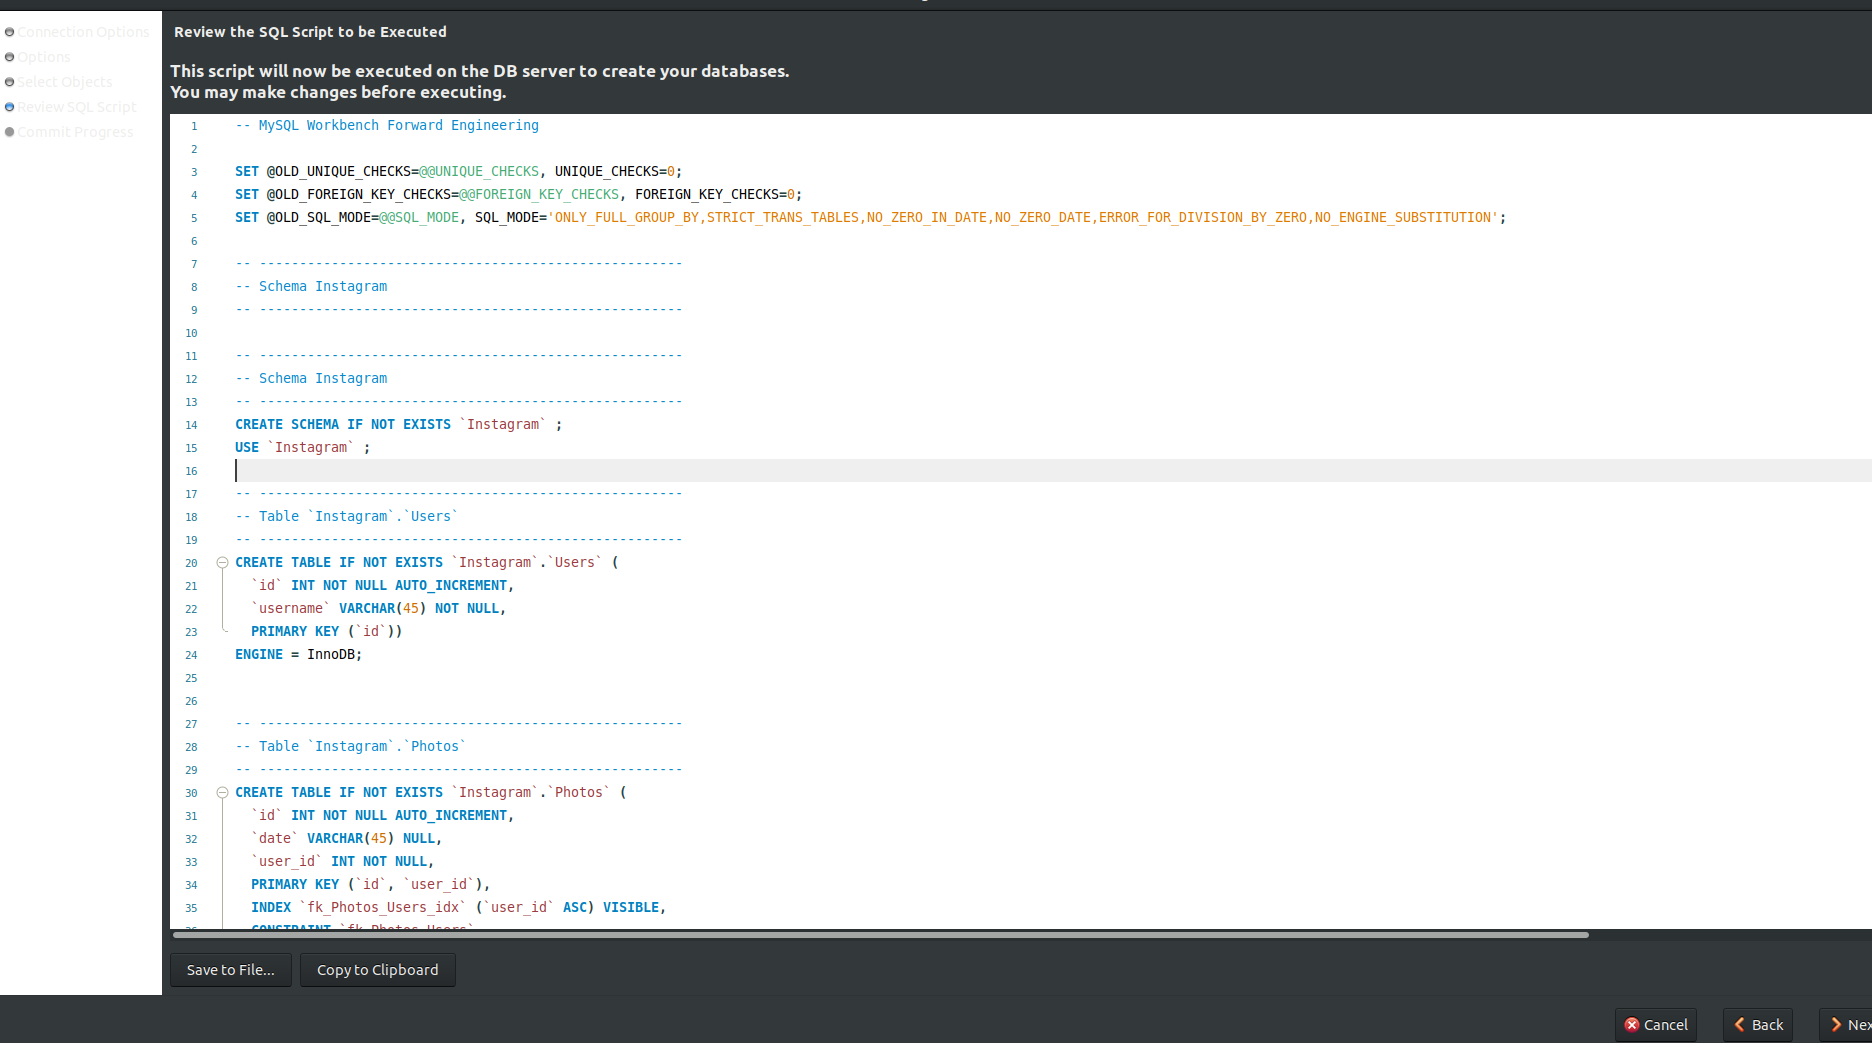 Connection Options
Options
Select Objects
Review SQL Script
Commit Progress
Review the SQL Script to be Executed
This script will now be executed on the DB server to create your databases.
You may make changes before executing.
1 -- MySQL Workbench Forward Engineering
2
3 SET @OLD_UNIQUE_CHECKS=@@UNIQUE_CHECKS, UNIQUE_CHECKS=0;
4 SET @OLD_FOREIGN_KEY_CHECKS=@@FOREIGN_KEY_CHECKS, FOREIGN_KEY_CHECKS=0;
5 SET @OLD_SQL_MODE=@@SQL_MODE, SQL_MODE='ONLY_FULL_GROUP_BY,STRICT_TRANS_TABLES,NO_ZERO_IN_DATE,NO_ZERO_DATE,ERROR_FOR_DIVISION_BY_ZERO,NO_ENGINE_SUBSTITUTION';
6
7 -- -----------------------------------------------------
8 -- Schema Instagram
9 -- -----------------------------------------------------
10
11 -- -----------------------------------------------------
12 -- Schema Instagram
13 -- -----------------------------------------------------
14 CREATE SCHEMA IF NOT EXISTS `Instagram` ;
15 USE `Instagram` ;
16
17 -- -----------------------------------------------------
18 -- Table `Instagram`.`Users`
19 -- -----------------------------------------------------
20 CREATE TABLE IF NOT EXISTS `Instagram`.`Users` (
21 `id` INT NOT NULL AUTO_INCREMENT,
22 `username` VARCHAR(45) NOT NULL,
23 PRIMARY KEY (`id`))
24 ENGINE = InnoDB;
25
26
27 -- -----------------------------------------------------
28 -- Table `Instagram`.`Photos`
29 -- -----------------------------------------------------
30 CREATE TABLE IF NOT EXISTS `Instagram`.`Photos` (
31 `id` INT NOT NULL AUTO_INCREMENT,
32 `date` VARCHAR(45) NULL,
33 `user_id` INT NOT NULL,
34 PRIMARY KEY (`id`, `user_id`),
35 INDEX `fk_Photos_Users_idx` (`user_id` ASC) VISIBLE,
36 CONSTRAINT `fk_Photos_Users`
Save to File...
Copy to Clipboard
Cancel
Back
Nex